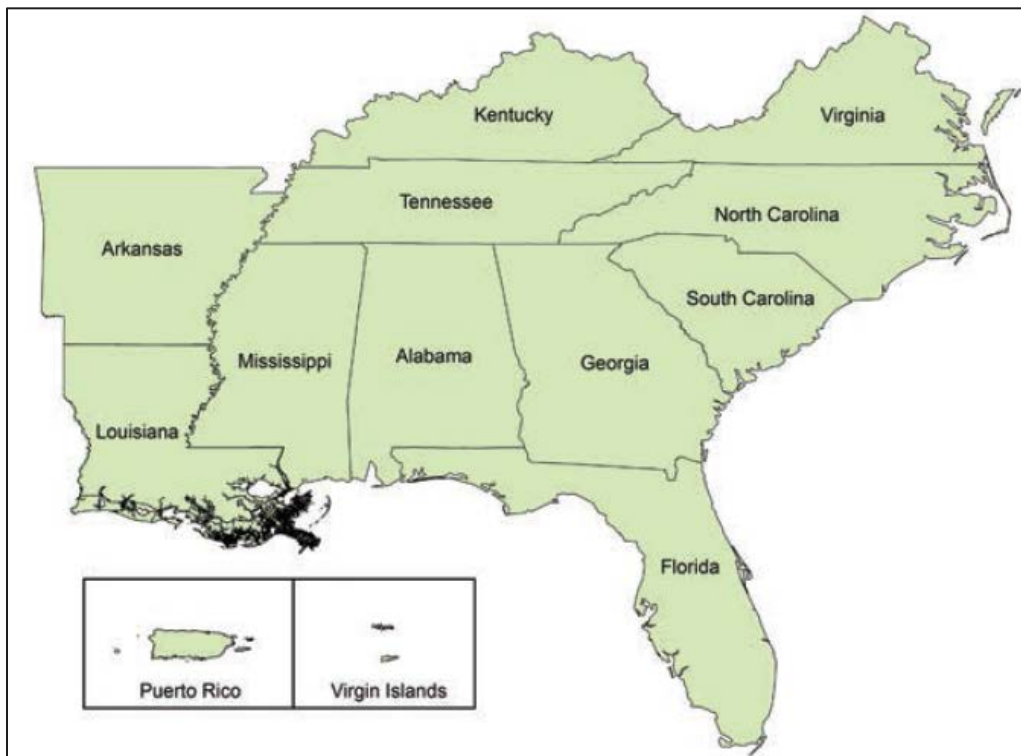 Kentucky
Virginia
Tennessee
North Carolina
Arkansas
South Carolina
Mississippi
Alabama
Georgia
Louisiana
Florida
Puerto Rico
Virgin Islands